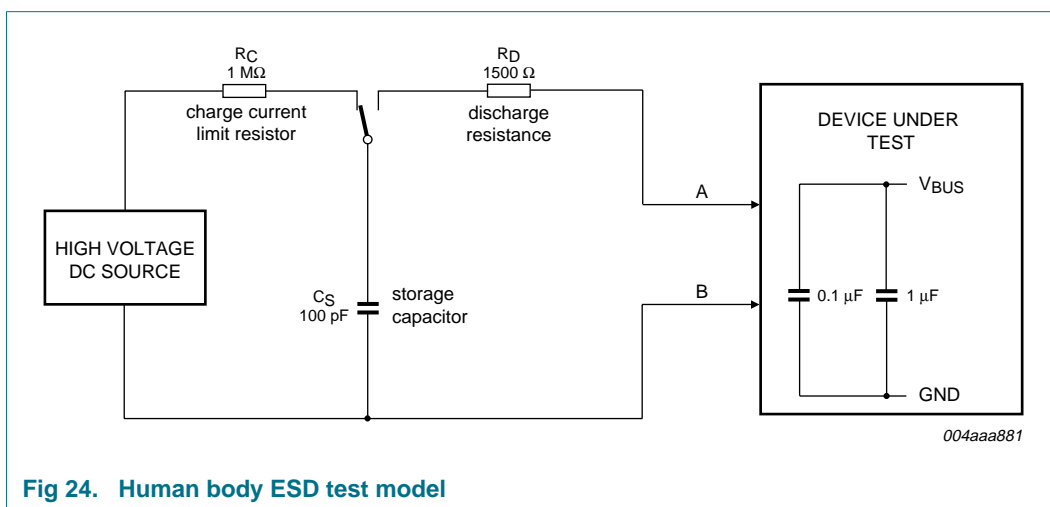 RC
1 MΩ
charge current
limit resistor
RD
1500 Ω
discharge
resistance
HIGH VOLTAGE
DC SOURCE
CS
100 pF
storage
capacitor
A
B
DEVICE UNDER
TEST
VBUS
0.1 μF
1 μF
GND
004aaa881
Fig 24. Human body ESD test model